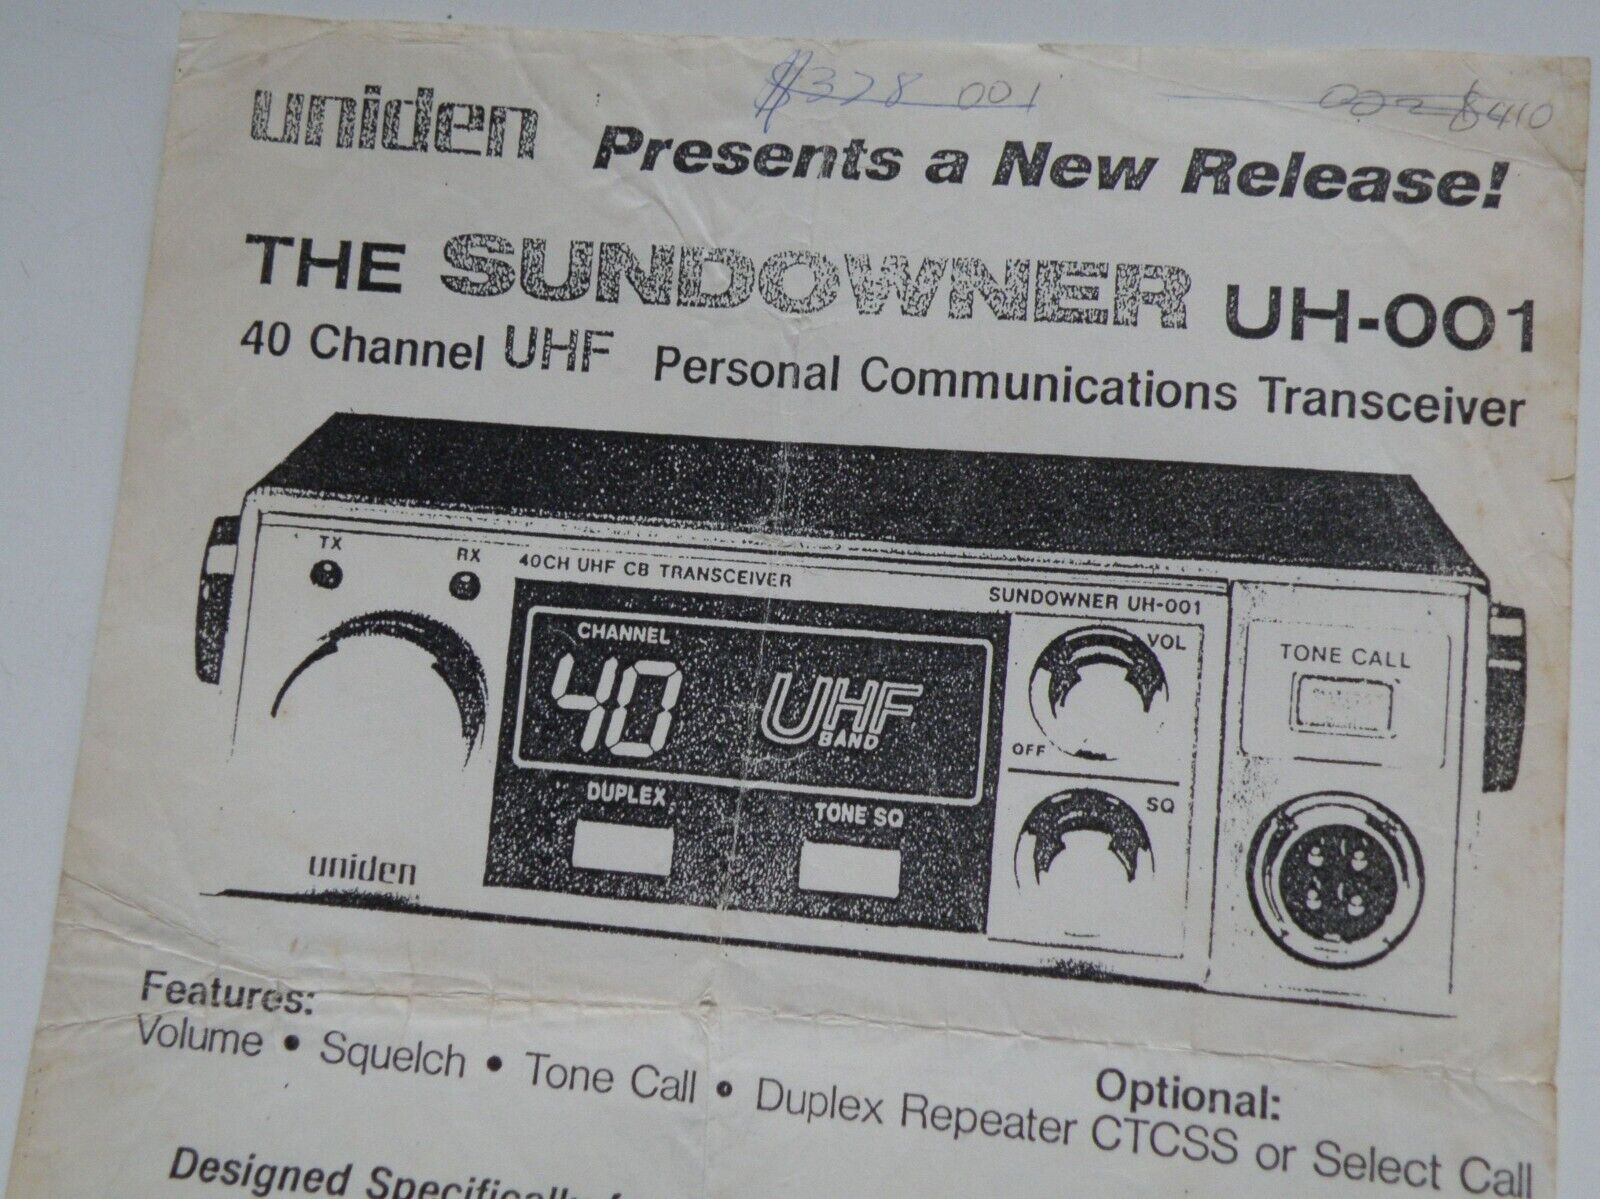 $378 001
uniden Presents a New Release!
THE SUNDOWNER UH-001
40 Channel UHF Personal Communications Transceiver
TX
RX
40CH UHF CB TRANSCEIVER
SUNDOWNER UH-001
CHANNEL
40
UHF
BAND
DUPLEX
TONE SQ
VOL
OFF
SQ
TONE CALL
uniden
Features:
Volume • Squelch • Tone Call • Duplex Repeater
Optional:
CTCSS or Select Call
Designed Specifically